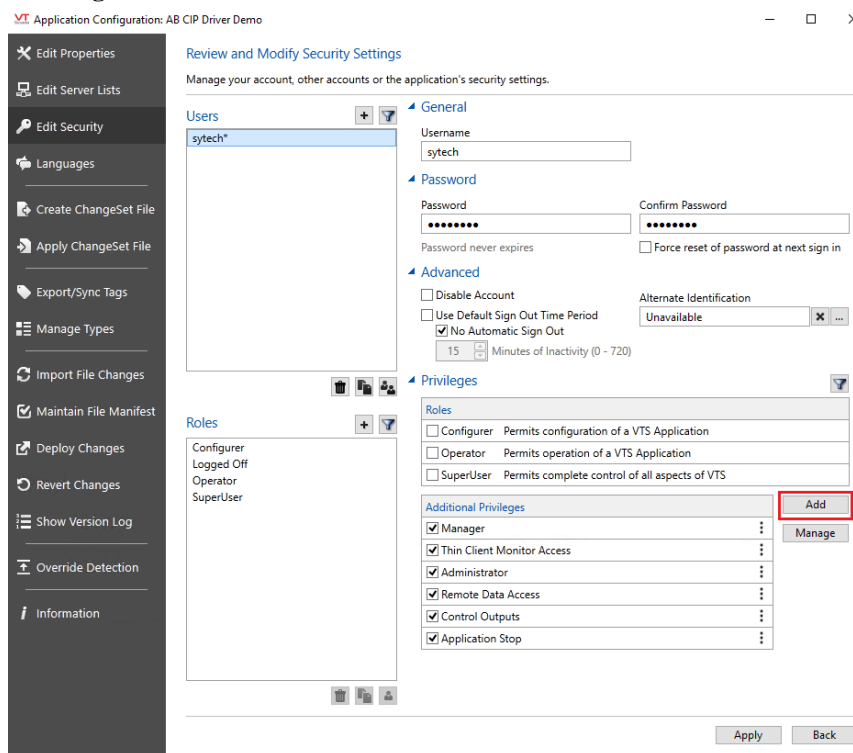 VT Application Configuration: AB CIP Driver Demo
Edit Properties
Edit Server Lists
Edit Security
Languages
Create ChangeSet File
Apply ChangeSet File
Export/Sync Tags
Manage Types
Import File Changes
Maintain File Manifest
Deploy Changes
Revert Changes
Show Version Log
Override Detection
Information
Review and Modify Security Settings
Manage your account, other accounts or the application's security settings.
Users
sytech*
Roles
Configurer
Logged Off
Operator
SuperUser
General
Username
sytech
Password
Password Confirm Password
•••••••• ••••••••
Password never expires Force reset of password at next sign in
Advanced
Disable Account Alternate Identification
Use Default Sign Out Time Period Unavailable ...
No Automatic Sign Out
15 Minutes of Inactivity (0 - 720)
Privileges
Roles
Configurer Permits configuration of a VTS Application
Operator Permits operation of a VTS Application
SuperUser Permits complete control of all aspects of VTS
Additional Privileges Add
Manager Manage
Thin Client Monitor Access
Administrator
Remote Data Access
Control Outputs
Application Stop
Apply Back